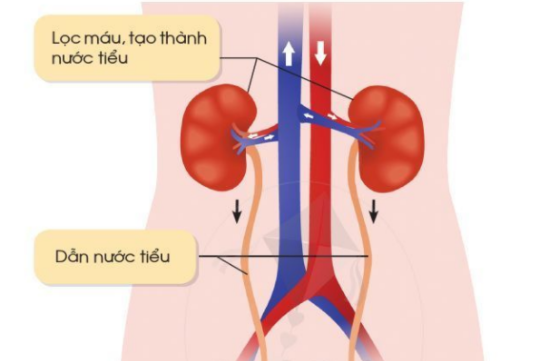 Lọc máu, tạo thành
nước tiểu
Dẫn nước tiểu